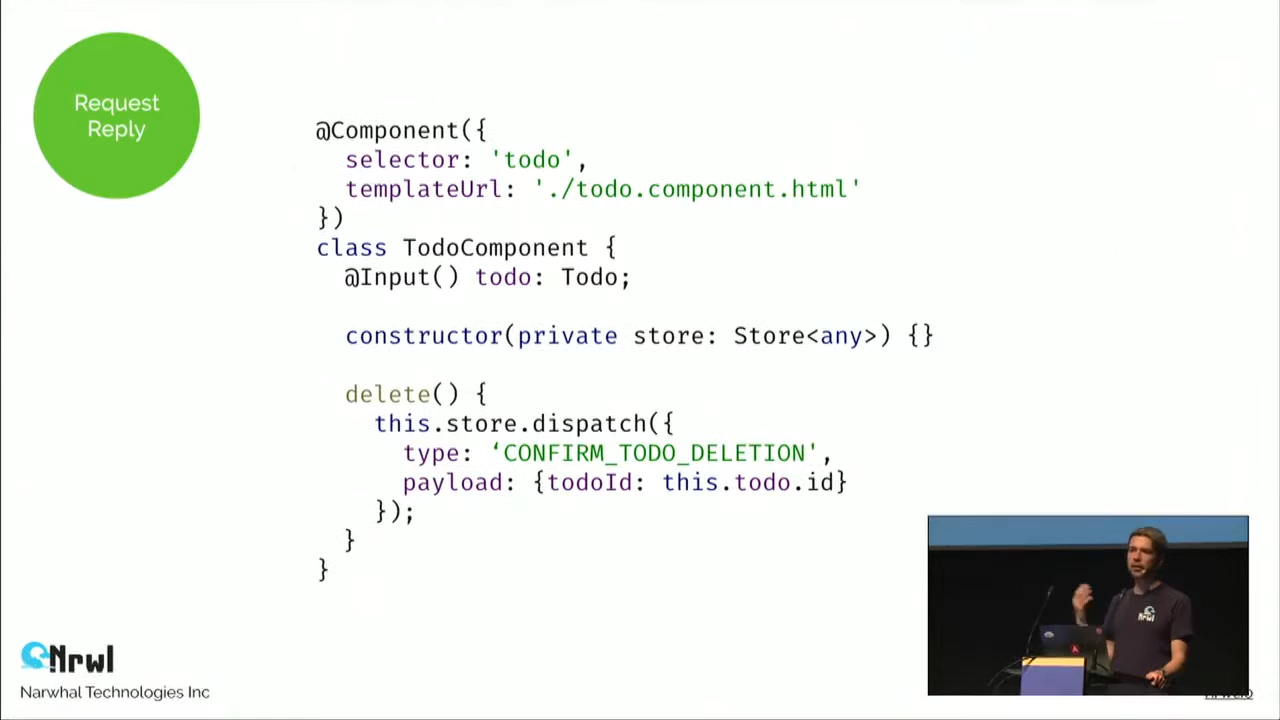 Request
Reply
@Component({
  selector: 'todo',
  templateUrl: './todo.component.html'
})
class TodoComponent {
  @Input() todo: Todo;
  constructor(private store: Store<any>) {}
  delete() {
    this.store.dispatch({
      type: ‘CONFIRM_TODO_DELETION',
      payload: {todoId: this.todo.id}
    });
  }
}
Nrwl
Narwhal Technologies Inc
Nrwl